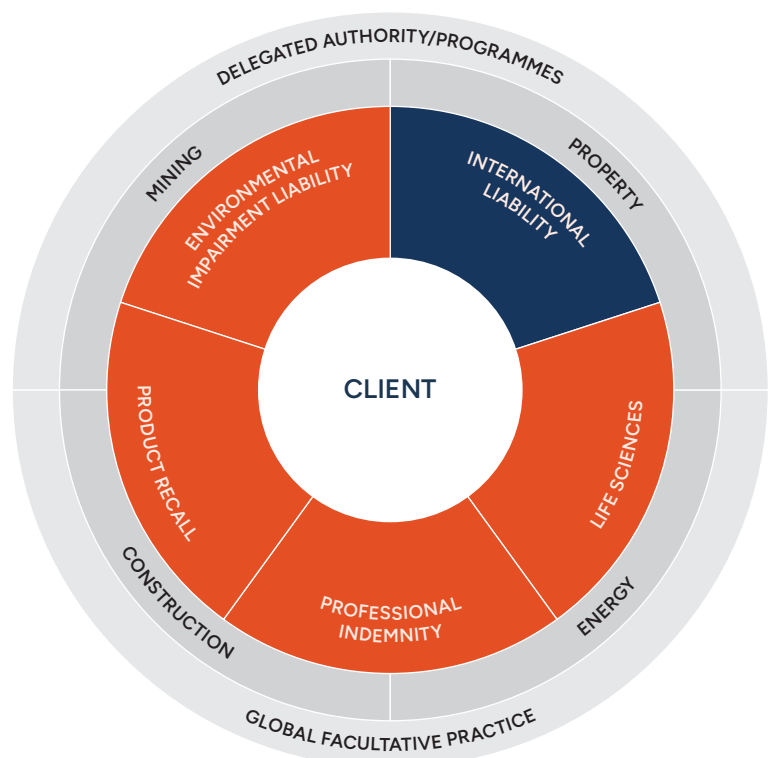 DELEGATED AUTHORITY/PROGRAMMES
MINING
PROPERTY
ENVIRONMENTAL
IMPAIRMENT LIABILITY
INTERNATIONAL
LIABILITY
CLIENT
PRODUCT RECALL
LIFE SCIENCES
PROFESSIONAL
INDEMNITY
CONSTRUCTION
ENERGY
GLOBAL FACULTATIVE PRACTICE